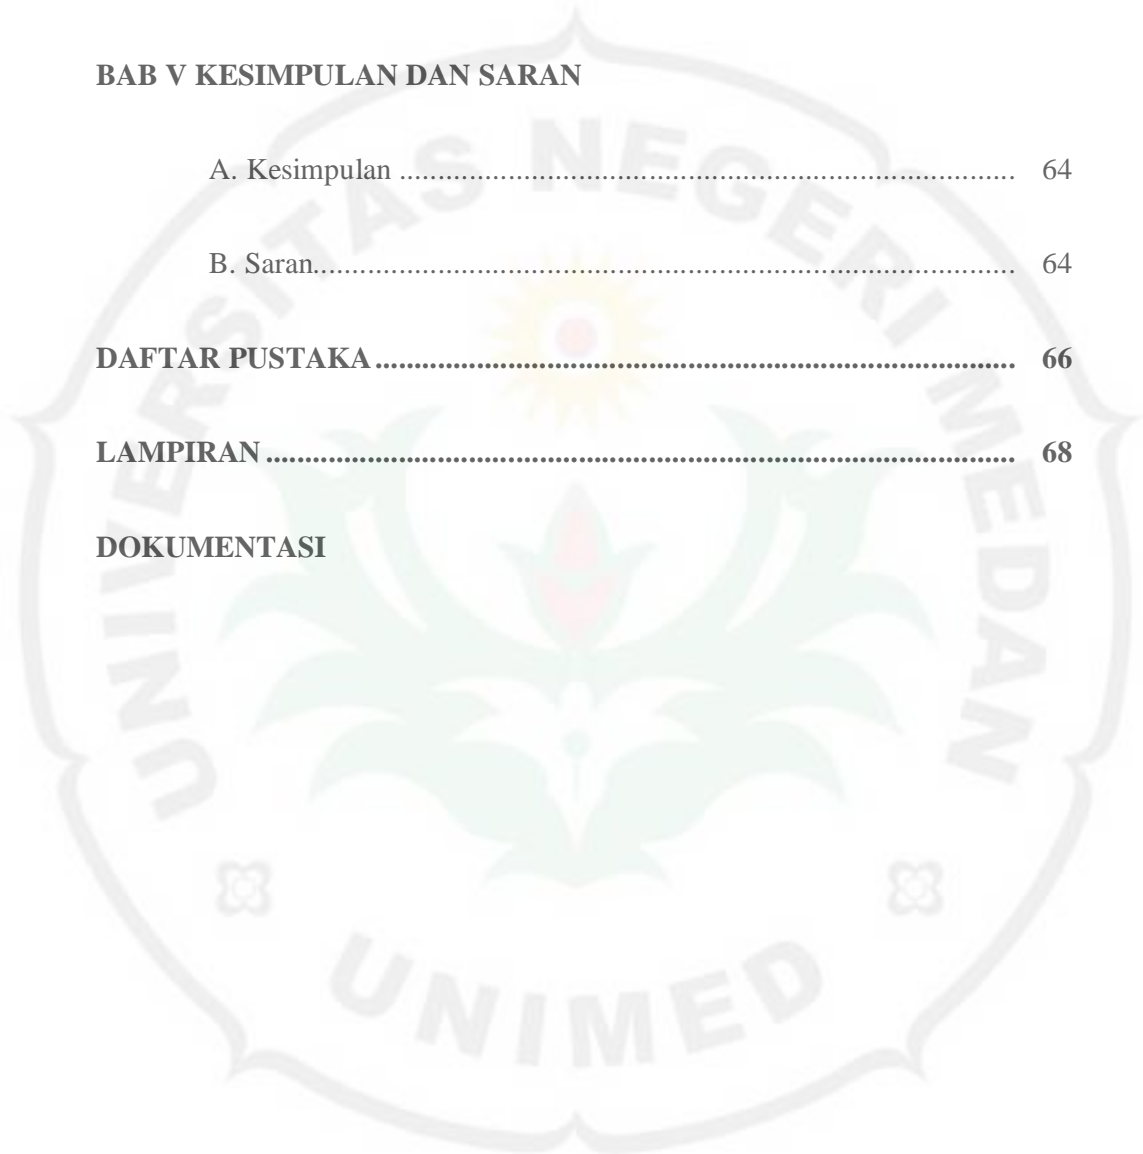 BAB V KESIMPULAN DAN SARAN
A. Kesimpulan ................................................................................ 64
B. Saran........................................................................................... 64
DAFTAR PUSTAKA ................................................................................... 66
LAMPIRAN ................................................................................................. 68
DOKUMENTASI
UNIVERSITAS NEGERI MEDAN
UNIMED